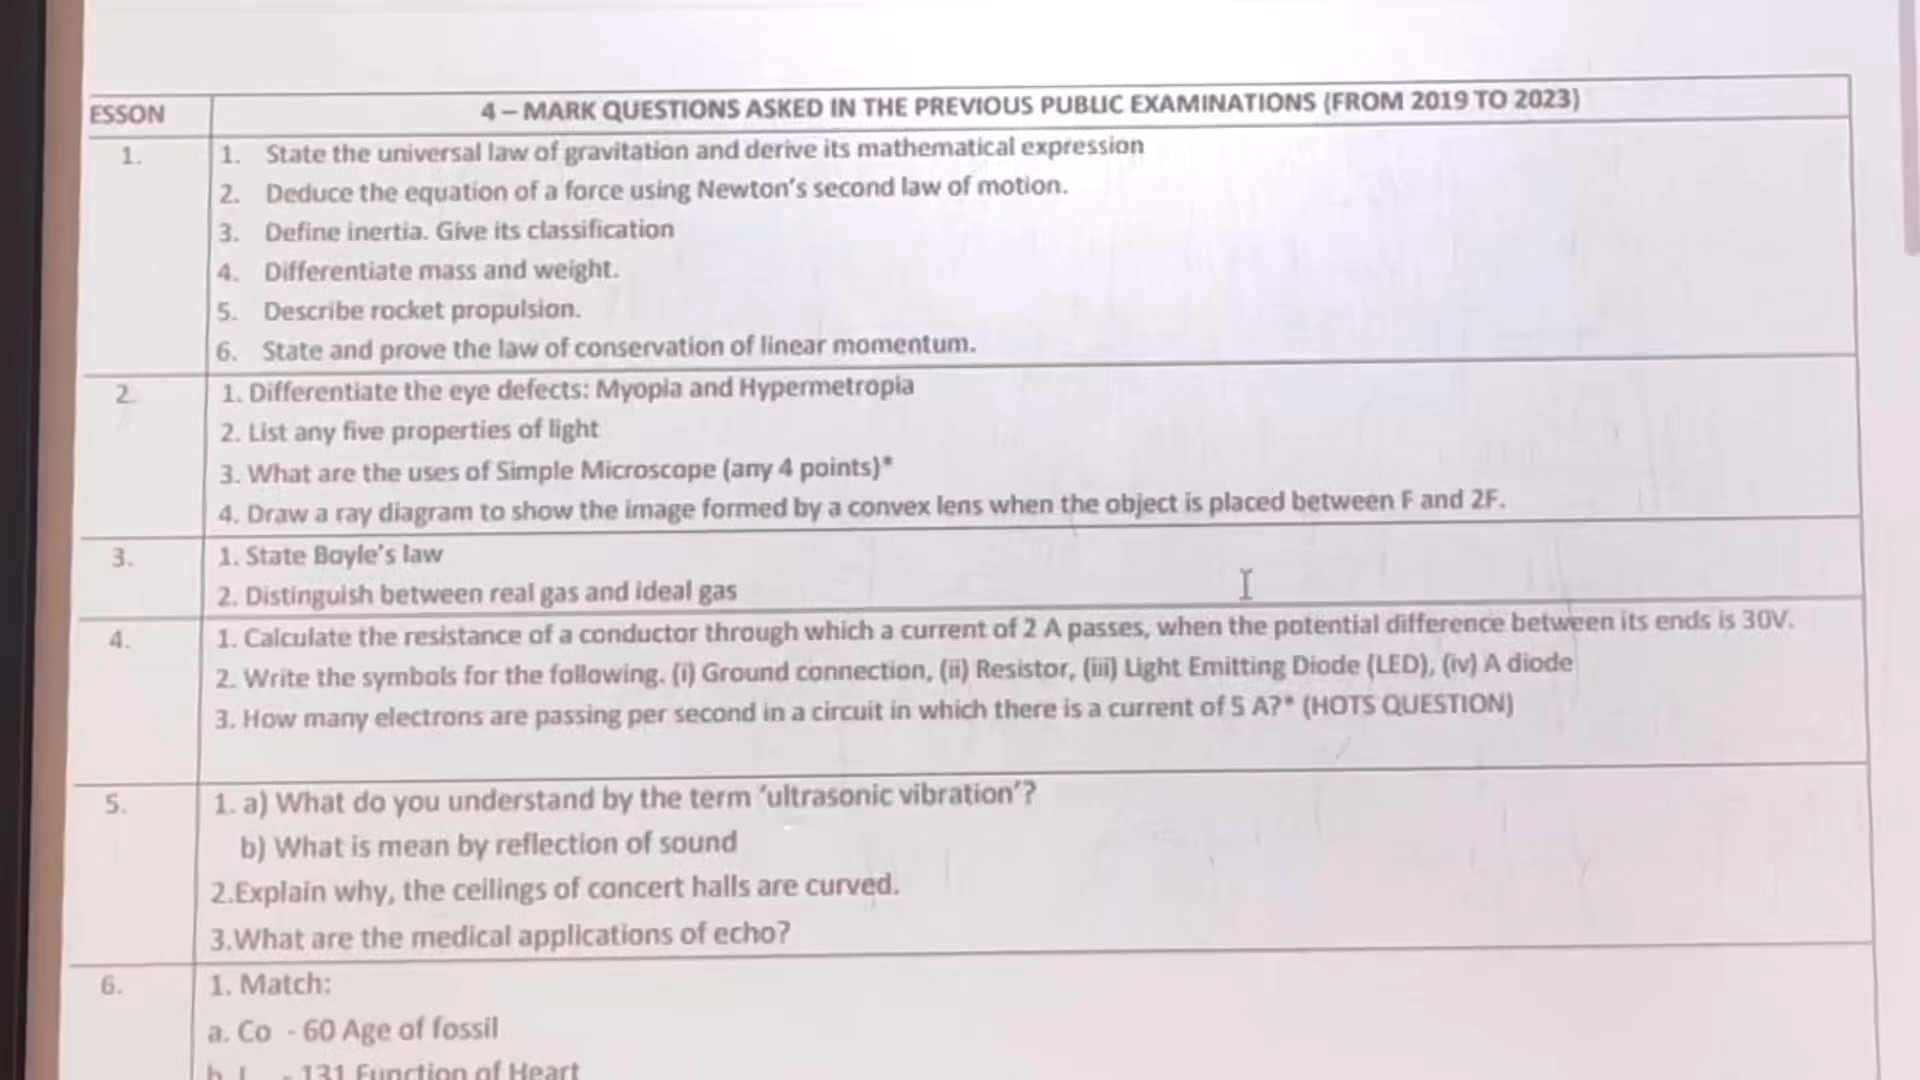 ESSON 4 – MARK QUESTIONS ASKED IN THE PREVIOUS PUBLIC EXAMINATIONS (FROM 2019 TO 2023)
1. 1. State the universal law of gravitation and derive its mathematical expression
2. Deduce the equation of a force using Newton's second law of motion.
3. Define inertia. Give its classification
4. Differentiate mass and weight.
5. Describe rocket propulsion.
6. State and prove the law of conservation of linear momentum.
2. 1. Differentiate the eye defects: Myopia and Hypermetropia
2. List any five properties of light
3. What are the uses of Simple Microscope (any 4 points)*
4. Draw a ray diagram to show the image formed by a convex lens when the object is placed between F and 2F.
3. 1. State Boyle's law
2. Distinguish between real gas and ideal gas
4. 1. Calculate the resistance of a conductor through which a current of 2 A passes, when the potential difference between its ends is 30V.
2. Write the symbols for the following. (i) Ground connection, (ii) Resistor, (iii) Light Emitting Diode (LED), (iv) A diode
3. How many electrons are passing per second in a circuit in which there is a current of 5 A?* (HOTS QUESTION)
5. 1. a) What do you understand by the term 'ultrasonic vibration'?
b) What is mean by reflection of sound
2.Explain why, the ceilings of concert halls are curved.
3.What are the medical applications of echo?
6. 1. Match:
a. Co - 60 Age of fossil
- 131 Function of Heart